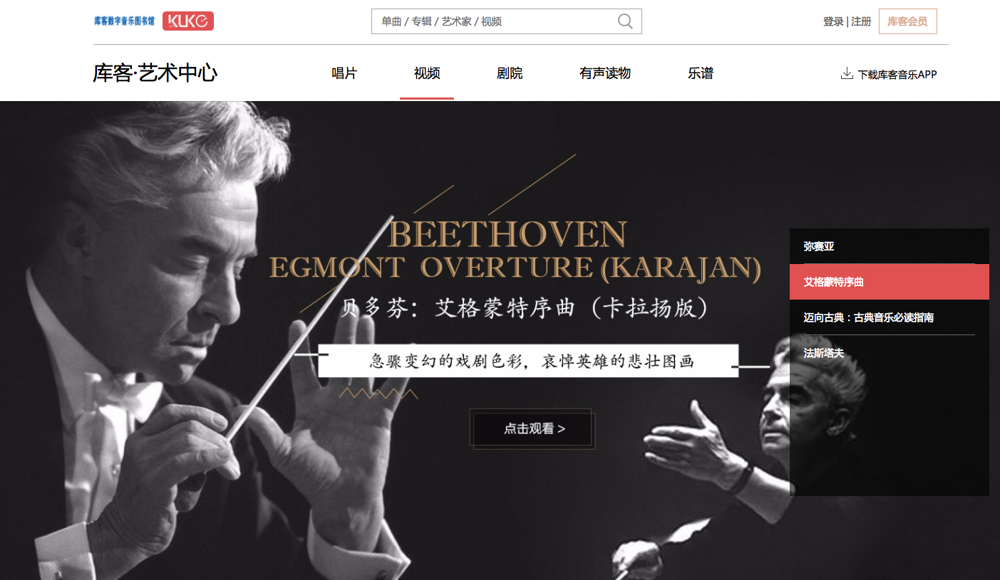 库客数字音乐图书馆 KUKE
单曲 / 专辑 / 艺术家 / 视频
登录 | 注册 库客会员
库客·艺术中心
唱片 视频 剧院 有声读物 乐谱
下载库客音乐APP
BEETHOVEN
EGMONT OVERTURE (KARAJAN)
贝多芬：艾格蒙特序曲（卡拉扬版）
急骤变幻的戏剧色彩，哀悼英雄的悲壮图画
点击观看 >
弥赛亚
艾格蒙特序曲
迈向古典：古典音乐必读指南
法斯塔夫